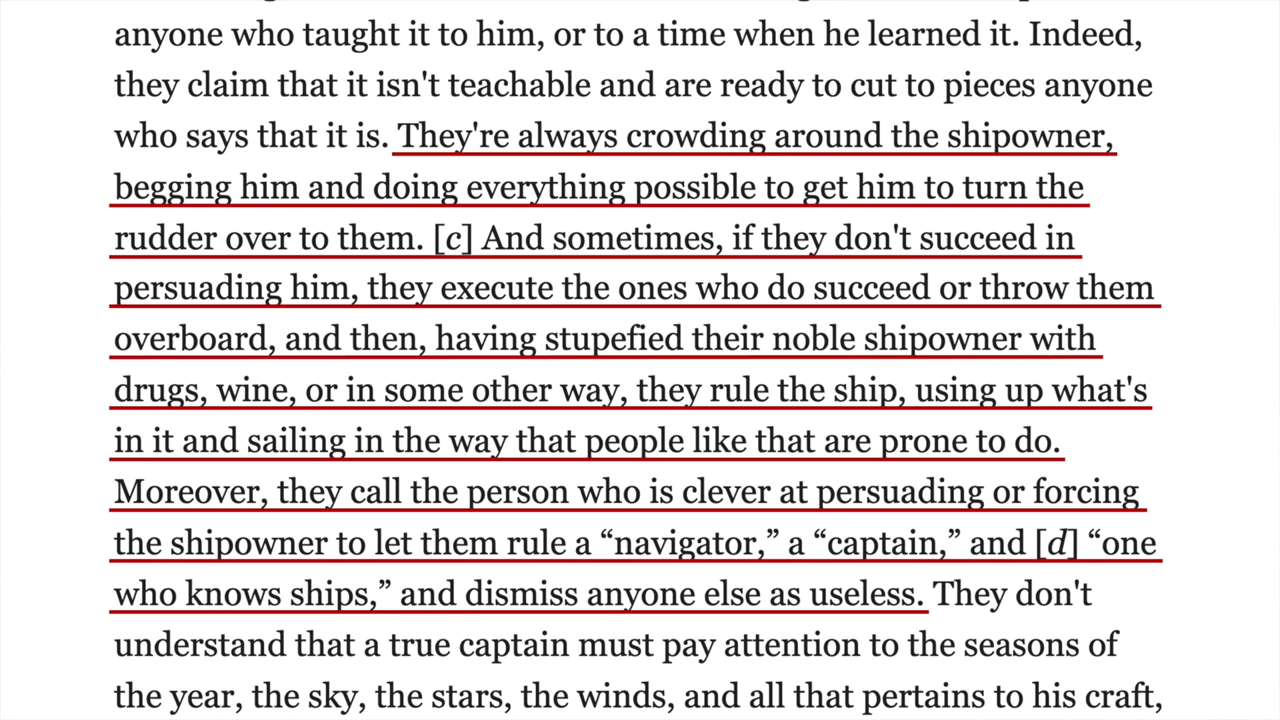 anyone who taught it to him, or to a time when he learned it. Indeed,
they claim that it isn't teachable and are ready to cut to pieces anyone
who says that it is. They're always crowding around the shipowner,
begging him and doing everything possible to get him to turn the
rudder over to them. [c] And sometimes, if they don't succeed in
persuading him, they execute the ones who do succeed or throw them
overboard, and then, having stupefied their noble shipowner with
drugs, wine, or in some other way, they rule the ship, using up what's
in it and sailing in the way that people like that are prone to do.
Moreover, they call the person who is clever at persuading or forcing
the shipowner to let them rule a “navigator,” a “captain,” and [d] “one
who knows ships,” and dismiss anyone else as useless. They don't
understand that a true captain must pay attention to the seasons of
the year, the sky, the stars, the winds, and all that pertains to his craft,